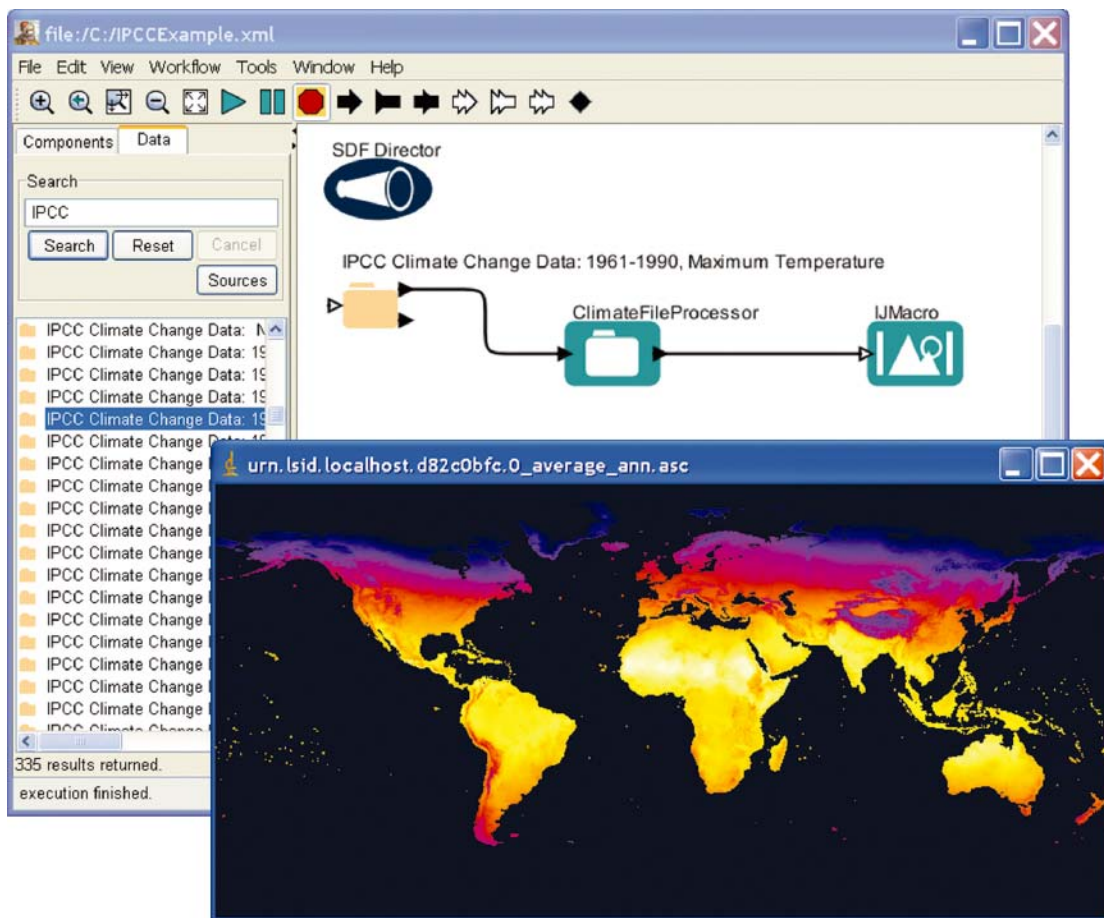 file:/C:/IPCCExample.xml
File Edit View Workflow Tools Window Help
Components Data
Search
IPCC
Search Reset Cancel
Sources
IPCC Climate Change Data: N
IPCC Climate Change Data: 19
IPCC Climate Change Data: 19
IPCC Climate Change Data: 19
IPCC Climate Change Data: 19
IPCC Climate Change Data: 19
IPCC Climate Change
IPCC Climate Change
IPCC Climate Change
IPCC Climate Change
IPCC Climate Change
IPCC Climate Change
IPCC Climate Change
IPCC Climate Change
IPCC Climate Change
IPCC Climate Change
IPCC Climate Change
IPCC Climate Change
IPCC Climate Change
335 results returned.
execution finished.
SDF Director
IPCC Climate Change Data: 1961-1990, Maximum Temperature
ClimateFileProcessor
IJMacro
urn.lsid.localhost.d82c0bfc.0_average_ann.asc